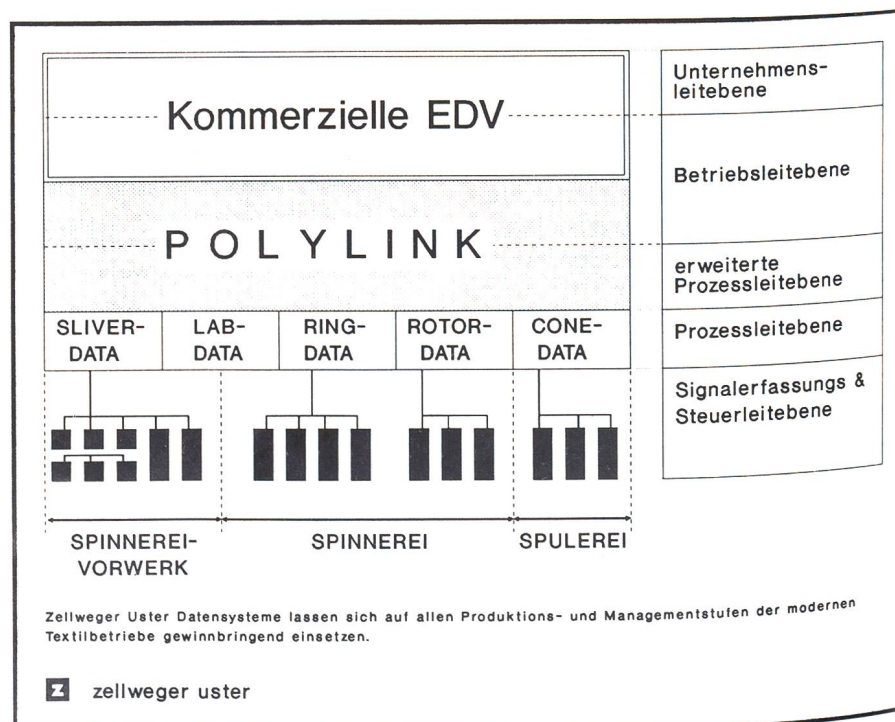 Kommerzielle EDV
POLYLINK
SLIVER-
DATA
LAB-
DATA
RING-
DATA
ROTOR-
DATA
CONE-
DATA
SPINNEREI-
VORWERK
SPINNEREI
SPULEREI
Unternehmens-
leitebene
Betriebsleitebene
erweiterte
Prozessleitebene
Prozessleitebene
Signalerfassungs &
Steuerleitebene
Zellweger Uster Datensysteme lassen sich auf allen Produktions- und Managementstufen der modernen
Textilbetriebe gewinnbringend einsetzen.
z zellweger uster